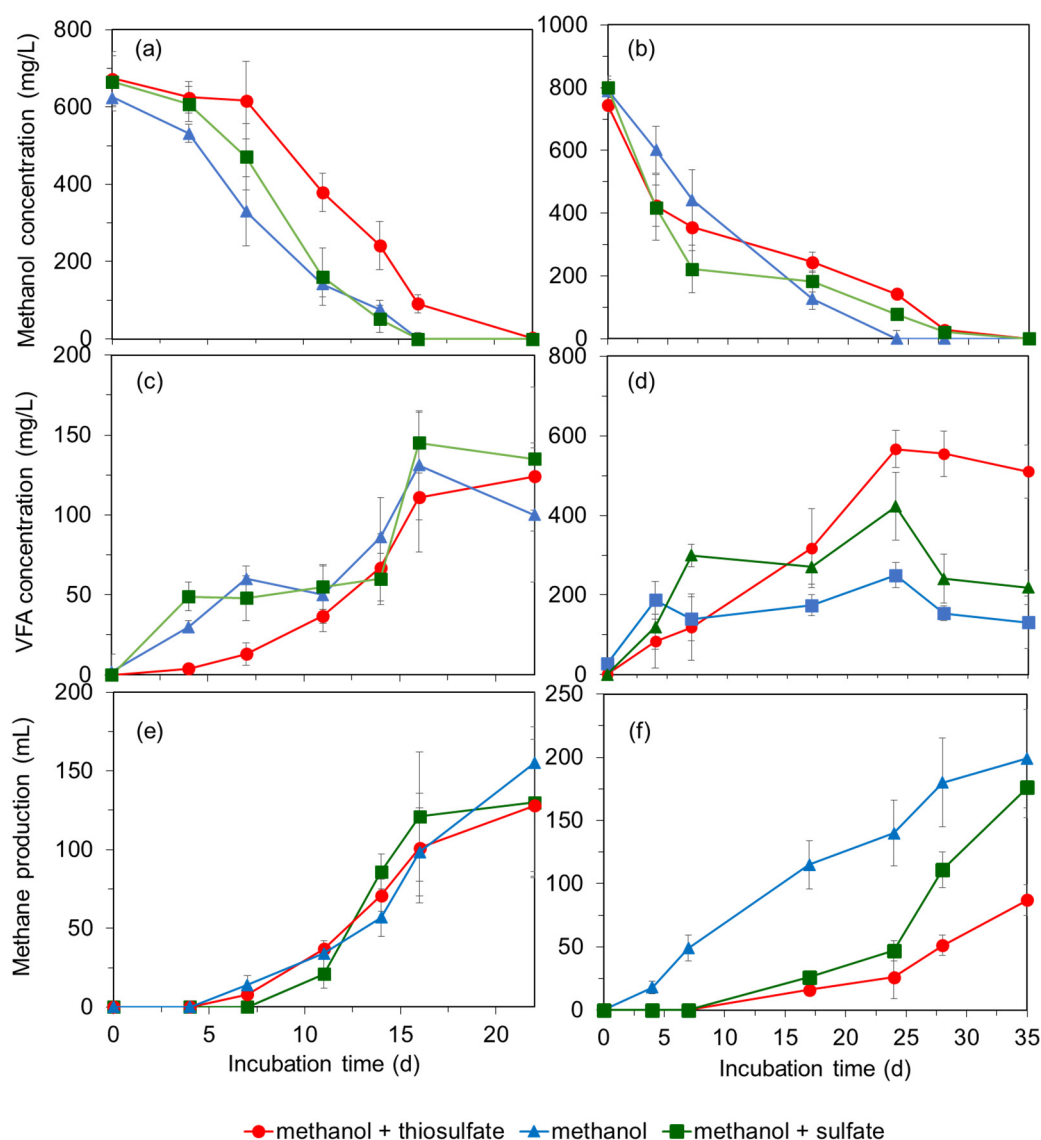 (a)
(b)
Methanol concentration (mg/L)
800
600
400
200
0
1000
800
600
400
200
0
(c)
(d)
VFA concentration (mg/L)
200
150
100
50
0
800
600
400
200
0
(e)
(f)
Methane production (mL)
200
150
100
50
0
250
200
150
100
50
0
0 5 10 15 20
0 5 10 15 20 25 30 35
Incubation time (d)
Incubation time (d)
methanol + thiosulfate methanol methanol + sulfate